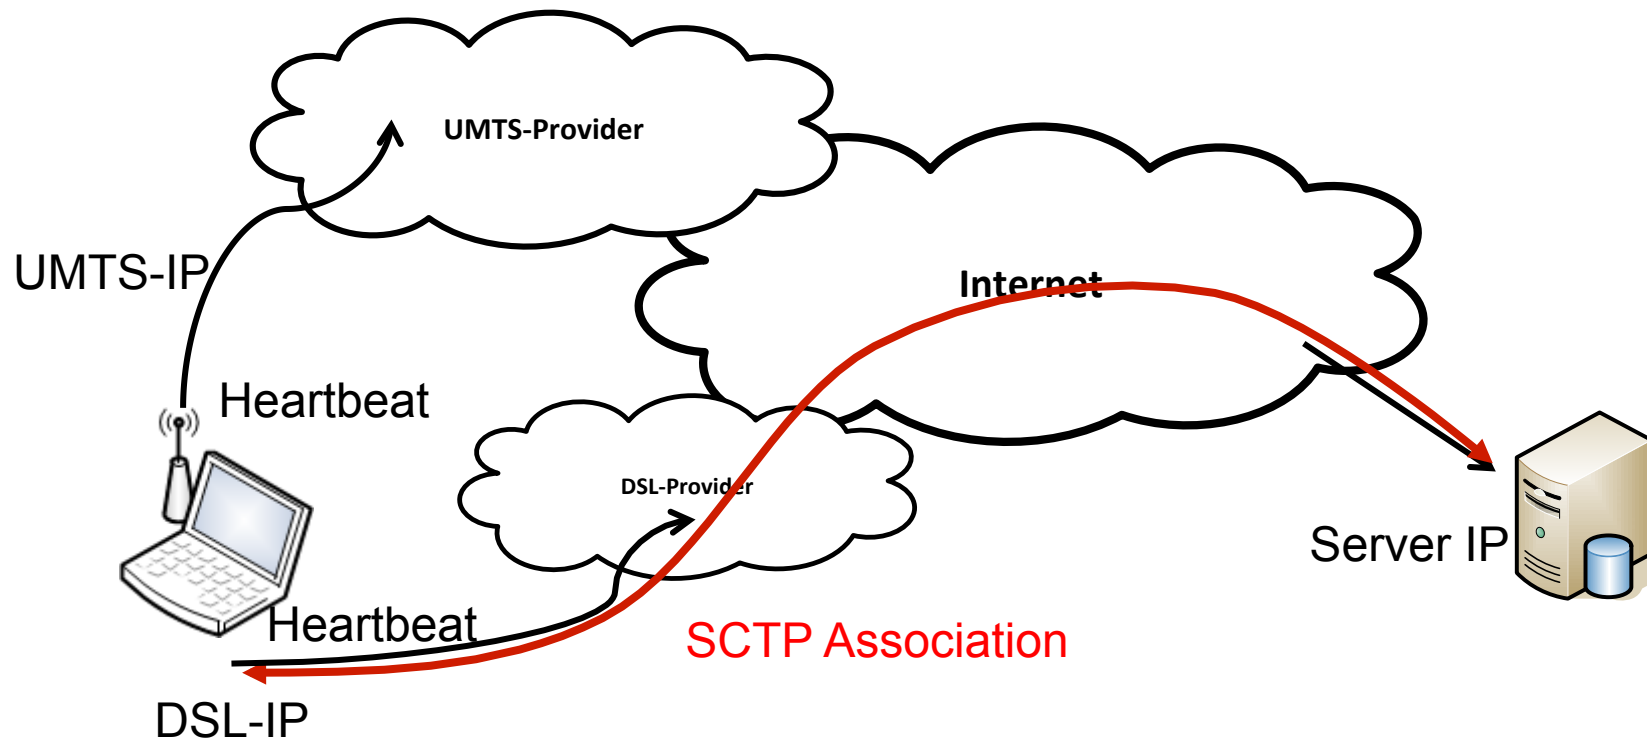 UMTS-Provider
UMTS-IP
Internet
Heartbeat
DSL-Provider
Server IP
Heartbeat
SCTP Association
DSL-IP